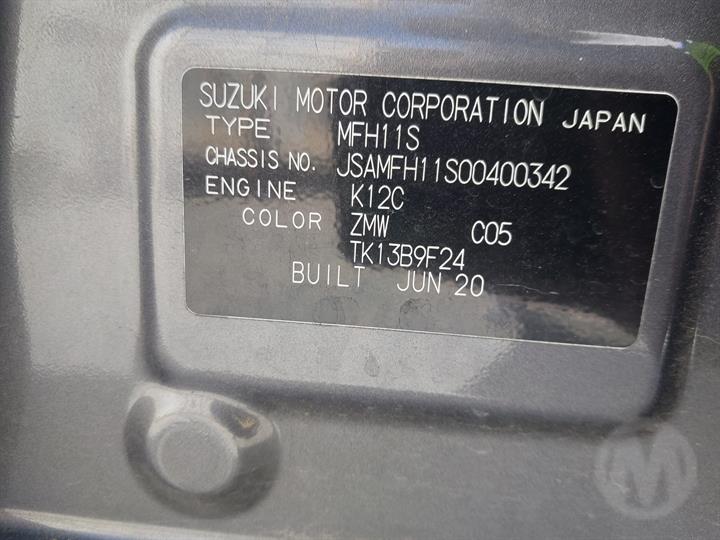 SUZUKI MOTOR CORPORATION JAPAN
TYPE MFH11S
CHASSIS NO. JSAMFH11S00400342
ENGINE K12C
COLOR ZMW C05
TK13B9F24
BUILT JUN 20
M